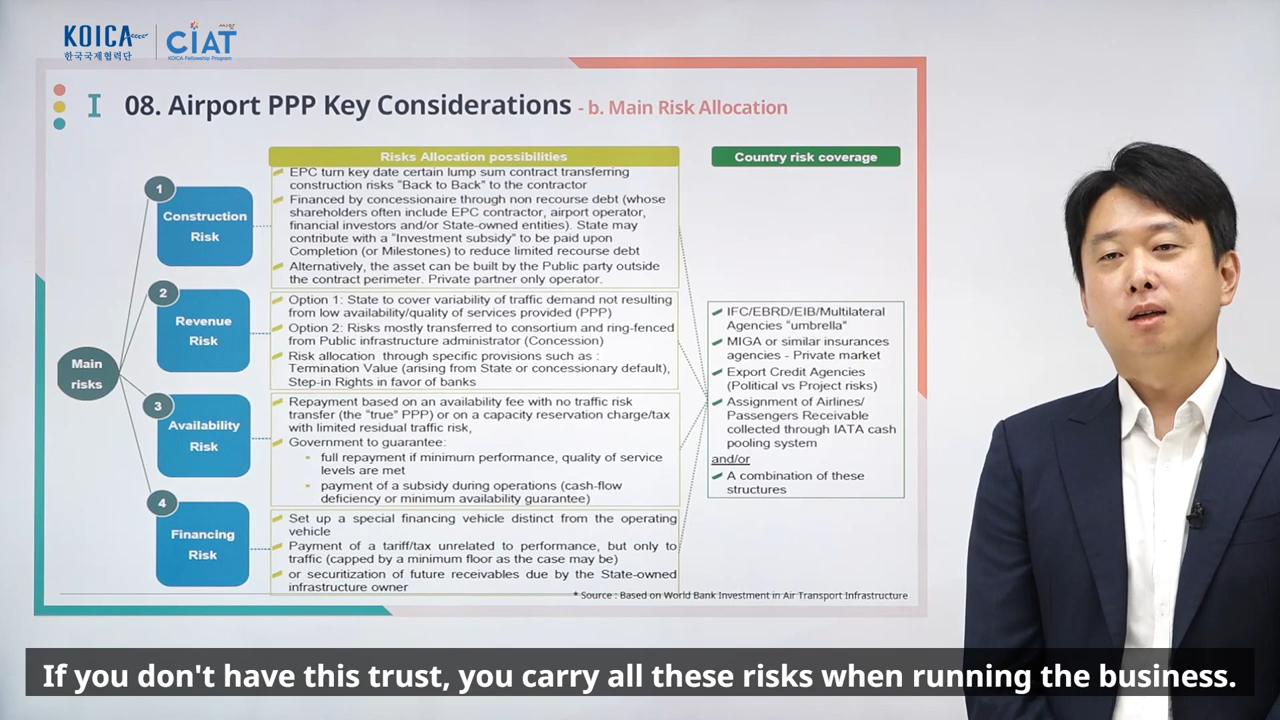 KOICA
한국국제협력단
씨앗
CIAT
KOICA Fellowship Program
I 08. Airport PPP Key Considerations - b. Main Risk Allocation
Risks Allocation possibilities
Country risk coverage
Main
risks
1
Construction
Risk
EPC turn key date certain lump sum contract transferring
construction risks "Back to Back" to the contractor
Financed by concessionaire through non recourse debt (whose
shareholders often include EPC contractor, airport operator,
financial investors and/or State-owned entities). State may
contribute with a "Investment subsidy" to be paid upon
Completion (or Milestones) to reduce limited recourse debt
Alternatively, the asset can be built by the Public party outside
the contract perimeter. Private partner only operator.
2
Revenue
Risk
Option 1: State to cover variability of traffic demand not resulting
from low availability/quality of services provided (PPP)
Option 2: Risks mostly transferred to consortium and ring-fenced
from Public infrastructure administrator (Concession)
Risk allocation through specific provisions such as :
Termination Value (arising from State or concessionary default),
Step-in Rights in favor of banks
3
Availability
Risk
Repayment based on an availability fee with no traffic risk
transfer (the "true" PPP) or on a capacity reservation charge/tax
with limited residual traffic risk,
Government to guarantee:
full repayment if minimum performance, quality of service
levels are met
payment of a subsidy during operations (cash-flow
deficiency or minimum availability guarantee)
4
Financing
Risk
Set up a special financing vehicle distinct from the operating
vehicle
Payment of a tariff/tax unrelated to performance, but only to
traffic (capped by a minimum floor as the case may be)
or securitization of future receivables due by the State-owned
infrastructure owner
IFC/EBRD/EIB/Multilateral
Agencies "umbrella"
MIGA or similar insurances
agencies - Private market
Export Credit Agencies
(Political vs Project risks)
Assignment of Airlines/
Passengers Receivable
collected through IATA cash
pooling system
and/or
A combination of these
structures
* Source : Based on World Bank Investment in Air Transport Infrastructure
If you don't have this trust, you carry all these risks when running the business.